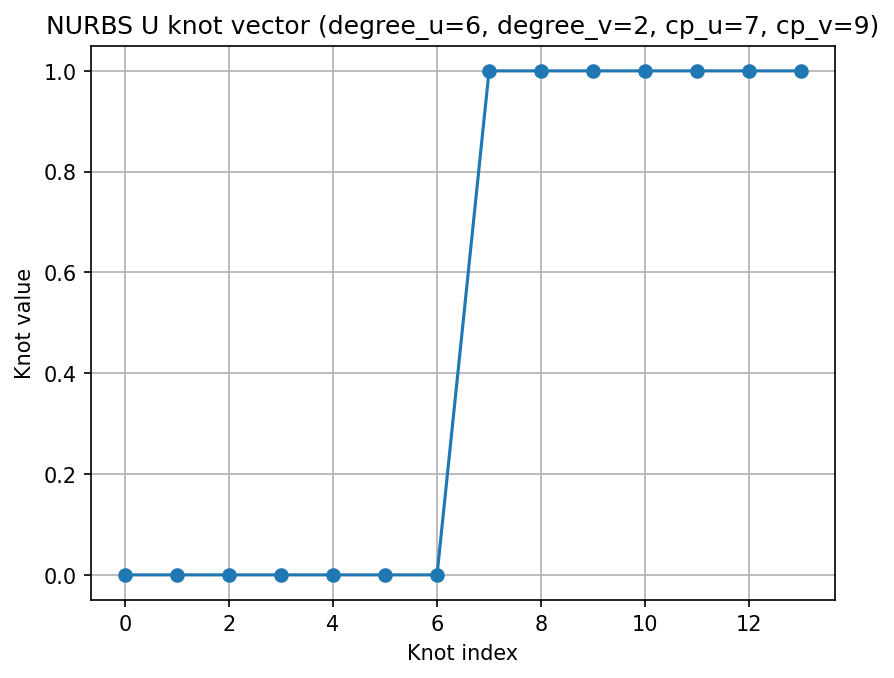 NURBS U knot vector (degree_u=6, degree_v=2, cp_u=7, cp_v=9)
1.0
0.8
0.6
0.4
0.2
0.0
Knot value
0 2 4 6 8 10 12
Knot index